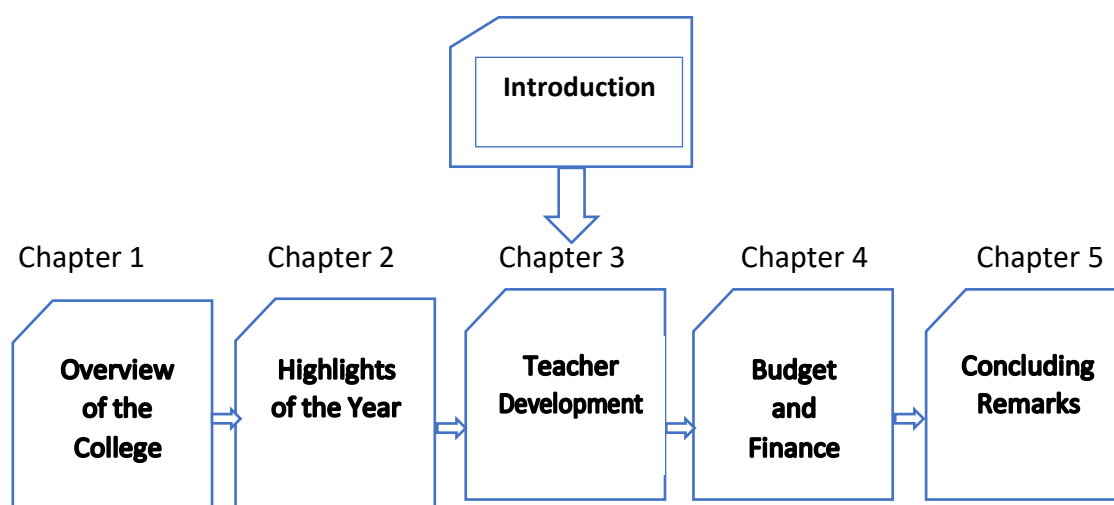 Introduction
Chapter 1
Chapter 2
Chapter 3
Chapter 4
Chapter 5
Overview
of the
College
Highlights
of the Year
Teacher
Development
Budget
and
Finance
Concluding
Remarks